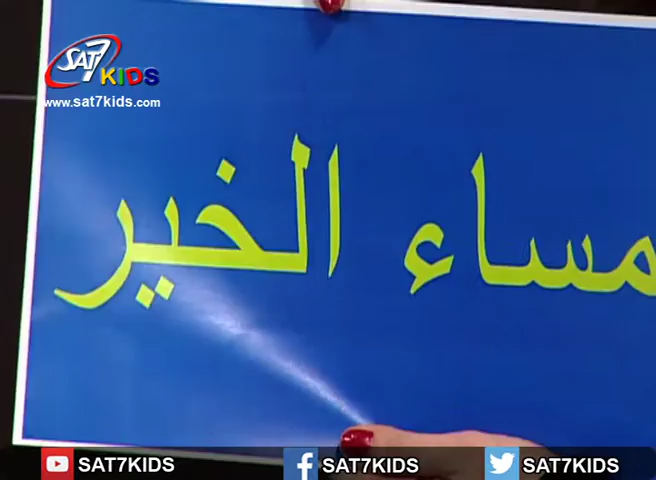 SAT7 KIDS
www.sat7kids.com
مساء الخير
SAT7KIDS SAT7KIDS SAT7KIDS